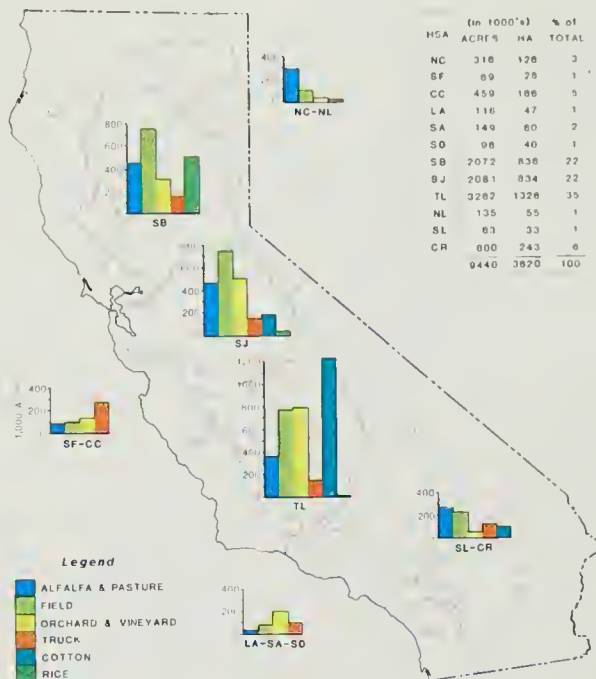 (in 1000's) % of
HSA ACRES HA TOTAL
NC 316 126 3
SF 69 28 1
CC 459 186 5
LA 116 47 1
SA 149 60 2
SO 98 40 1
SB 2072 838 22
SJ 2081 834 22
TL 3282 1328 35
NL 135 55 1
SL 83 33 1
CR 600 243 6
9440 3820 100
400
NC-NL
800
600
400
200
SB
400
200
SJ
1000
800
600
400
200
TL
1,000 A
400
200
SF-CC
400
200
SL-CR
400
200
LA-SA-SO
Legend
ALFALFA & PASTURE
FIELD
ORCHARD & VINEYARD
TRUCK
COTTON
RICE